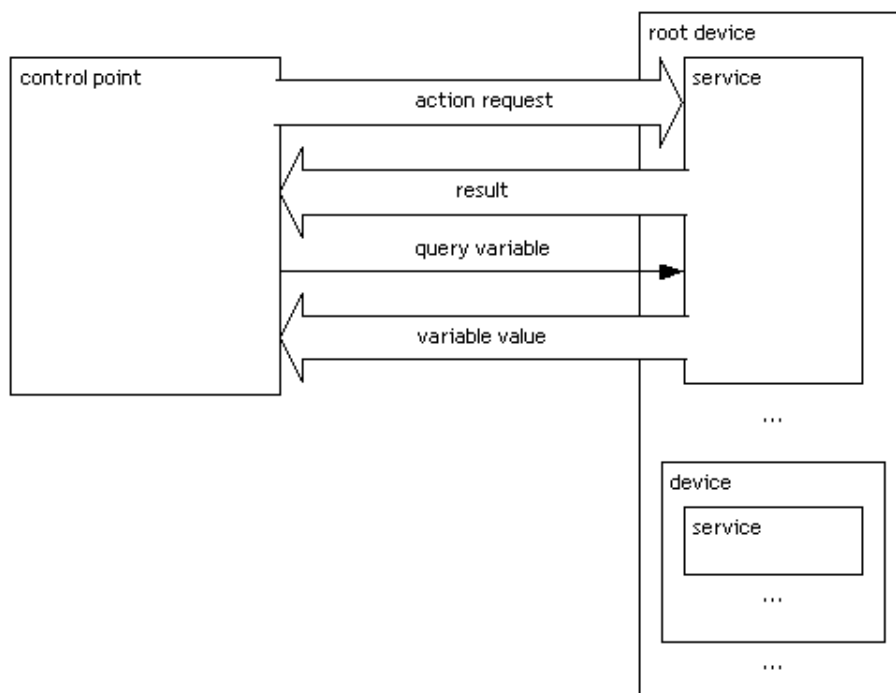 root device
control point
service
action request
result
query variable
variable value
...
device
service
...
...